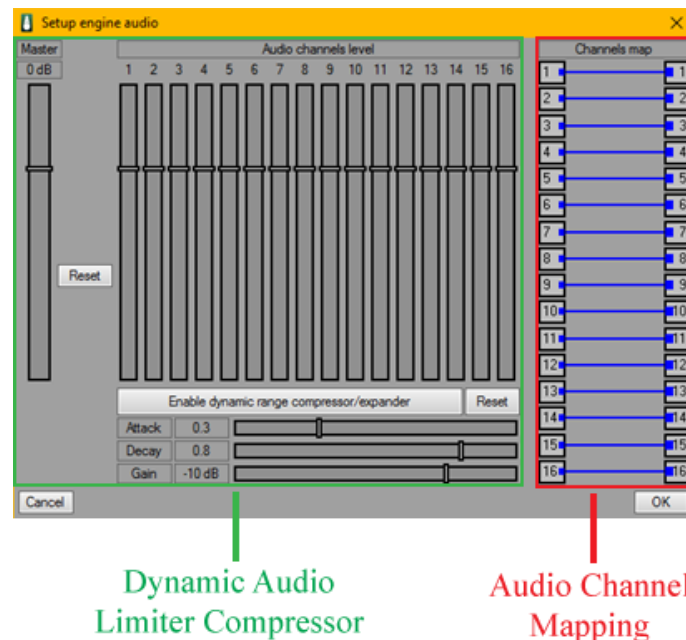 Setup engine audio
Master
Audio channels level
Channels map
0 dB
1 2 3 4 5 6 7 8 9 10 11 12 13 14 15 16
1 1
2 2
3 3
4 4
5 5
6 6
7 7
8 8
9 9
10 10
11 11
12 12
13 13
14 14
15 15
16 16
Reset
Enable dynamic range compressor/expander Reset
Attack 0.3
Decay 0.8
Gain -10 dB
Cancel
OK
Dynamic Audio
Limiter Compressor
Audio Channel
Mapping